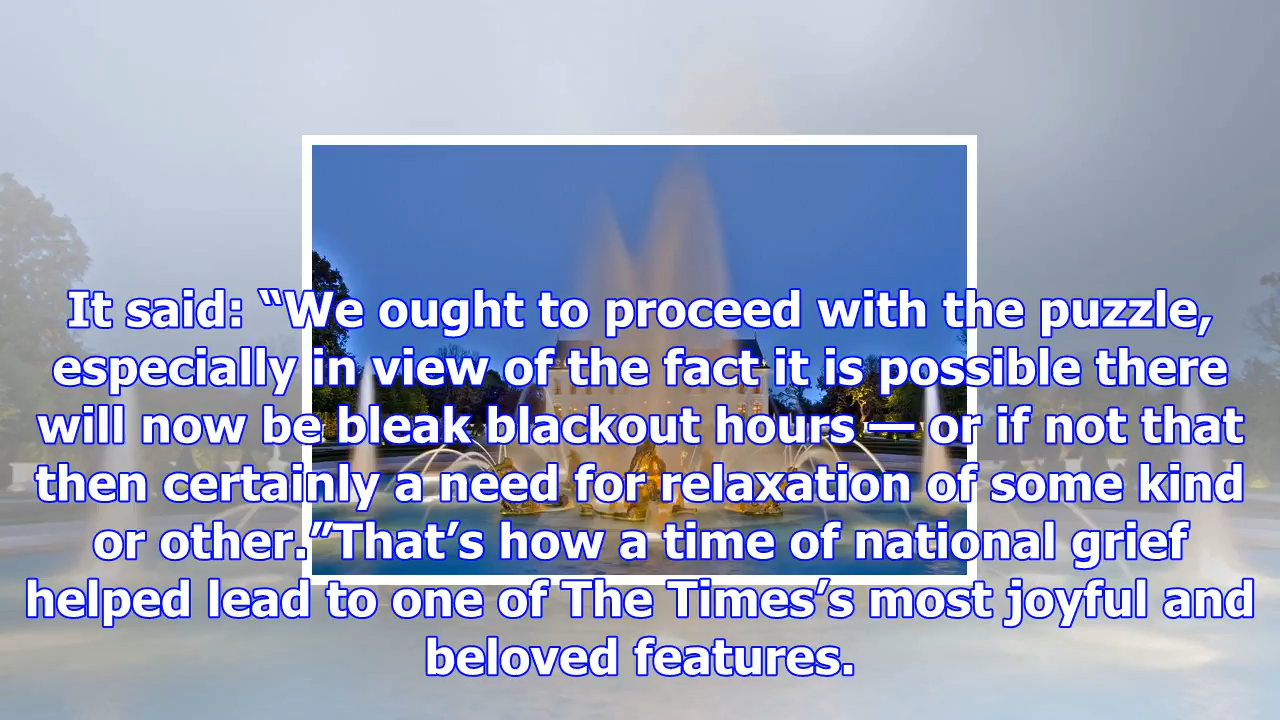 It said: “We ought to proceed with the puzzle,
especially in view of the fact it is possible there
will now be bleak blackout hours — or if not that
then certainly a need for relaxation of some kind
or other.”That’s how a time of national grief
helped lead to one of The Times’s most joyful and
beloved features.